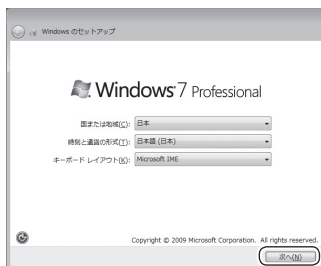 Windows のセットアップ
Windows 7 Professional
国または地域(C): 日本
時刻と通貨の形式(T): 日本語 (日本)
キーボード レイアウト(K): Microsoft IME
Copyright © 2009 Microsoft Corporation. All rights reserved.
次へ(N)